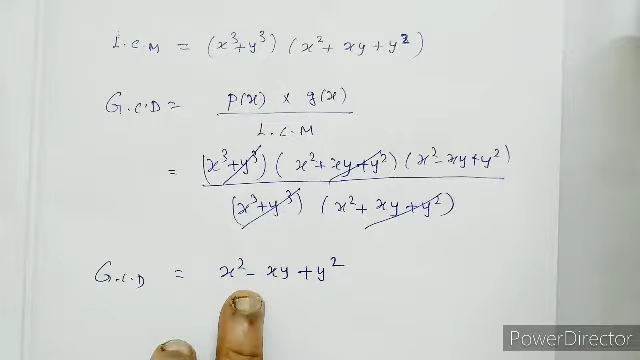 L.C.M = (x³+y³) (x²+xy+y²)
G.C.D = p(x) × g(x)
L.C.M
= (x³+y³) (x²+xy+y²) (x²-xy+y²)
(x³+y³) (x²+xy+y²)
G.C.D = x²-xy+y²
PowerDirector